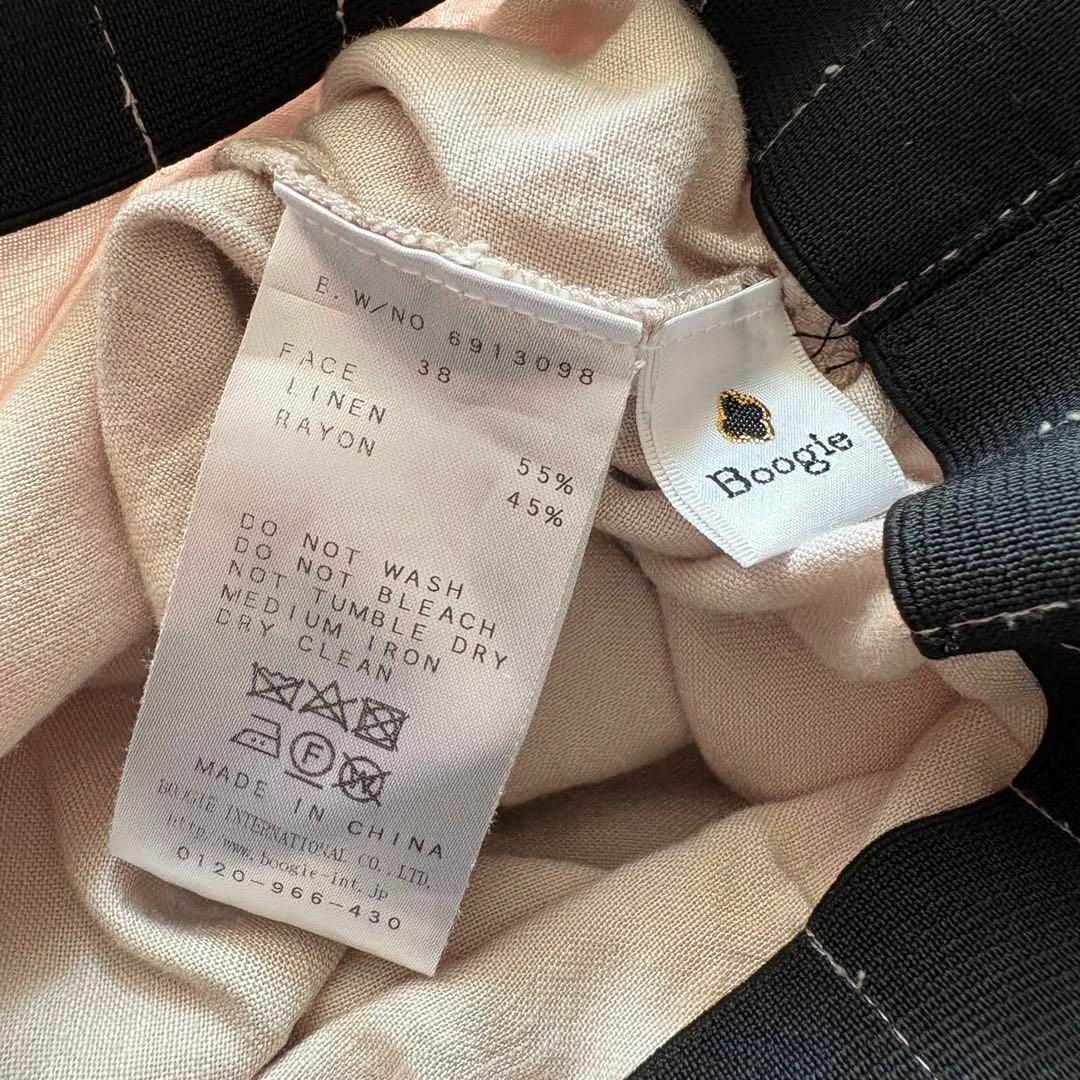 E. W/NO 6913098
38
FACE
LINEN 55%
RAYON 45%
DO NOT WASH
DO NOT BLEACH
NOT TUMBLE DRY
MEDIUM IRON
DRY CLEAN
F
W
MADE IN CHINA
BOOGIE INTERNATIONAL CO.,LTD.
http://www.boogie-int.jp
0120-966-430
Boogie